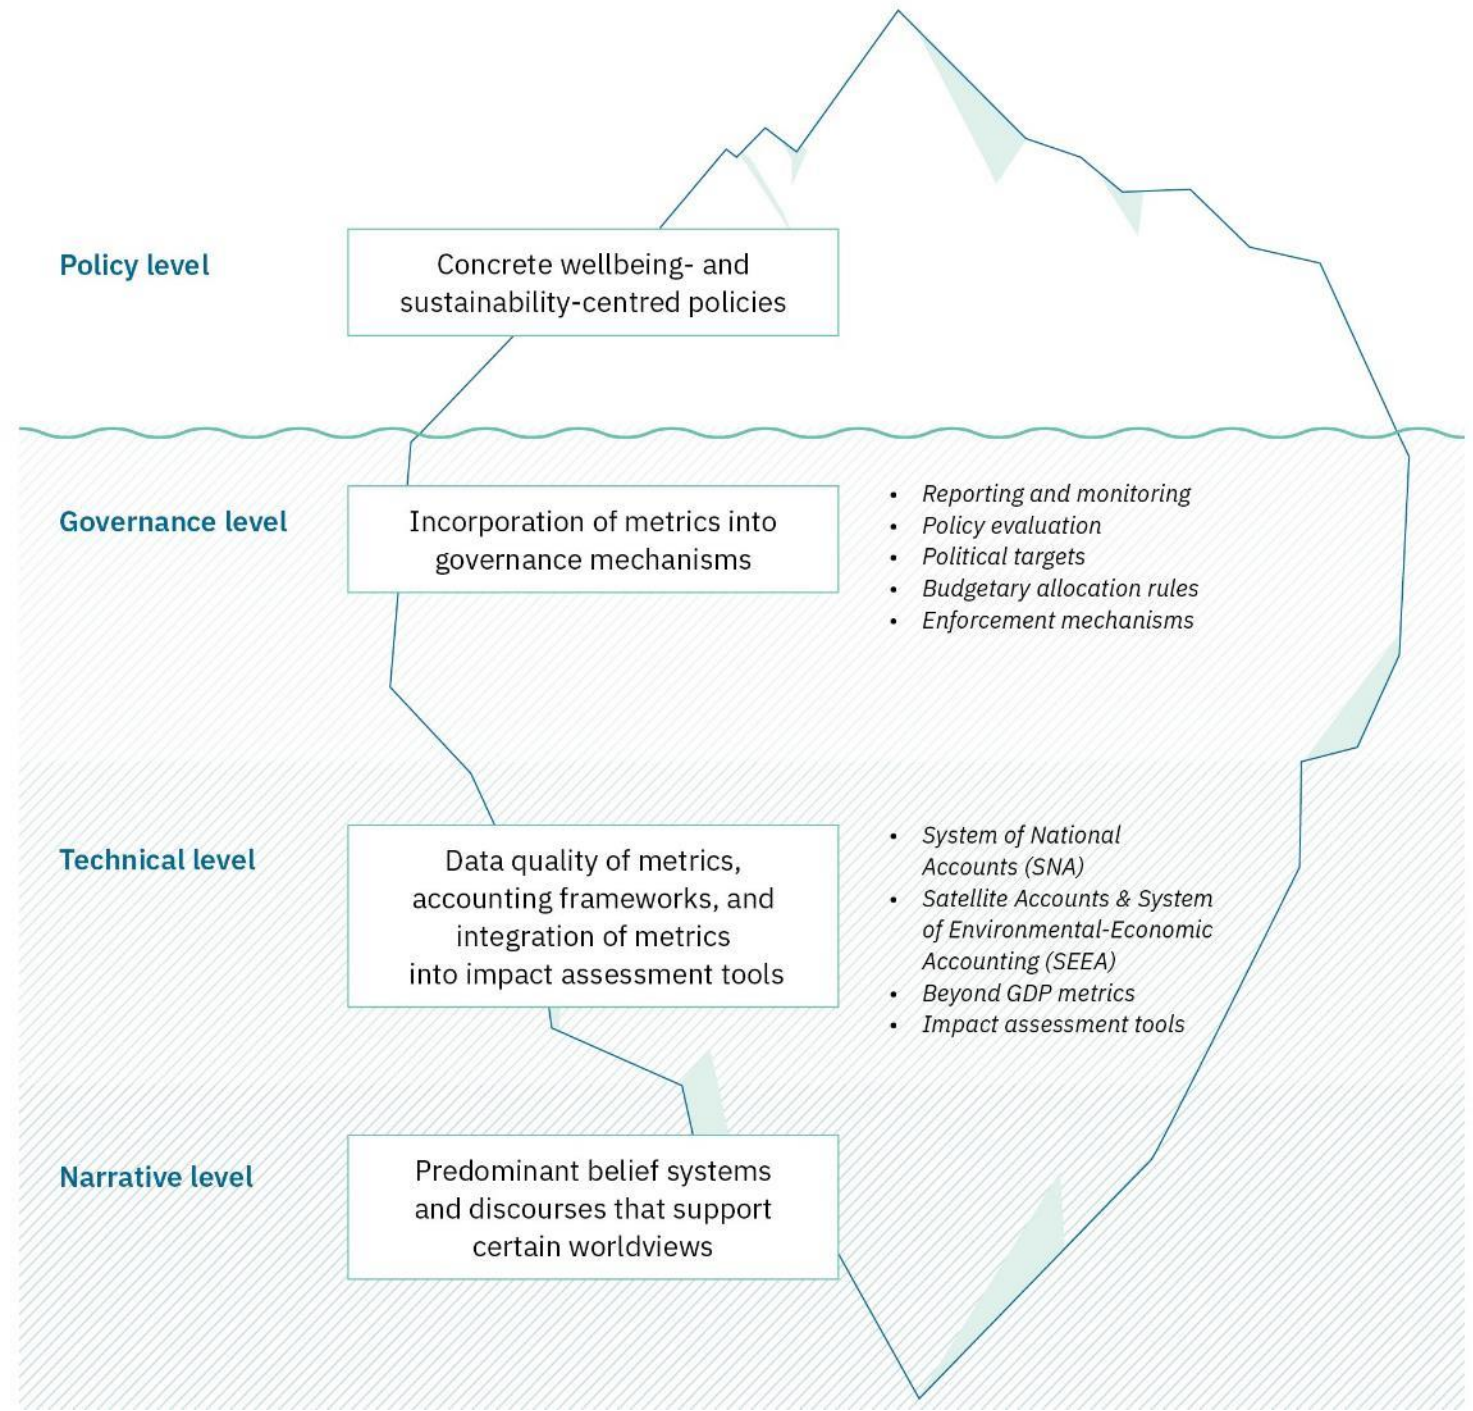 Policy level
Concrete wellbeing- and
sustainability-centred policies
Governance level
Incorporation of metrics into
governance mechanisms
• Reporting and monitoring
• Policy evaluation
• Political targets
• Budgetary allocation rules
• Enforcement mechanisms
Technical level
Data quality of metrics,
accounting frameworks, and
integration of metrics
into impact assessment tools
• System of National
Accounts (SNA)
• Satellite Accounts & System
of Environmental-Economic
Accounting (SEEA)
• Beyond GDP metrics
• Impact assessment tools
Narrative level
Predominant belief systems
and discourses that support
certain worldviews